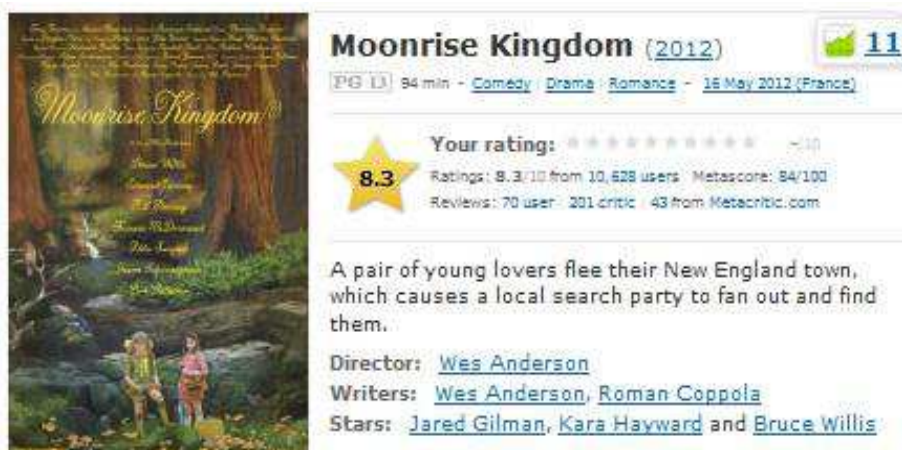 Moonrise Kingdom
Moonrise Kingdom (2012)
11
PG 13 94 min - Comedy Drama Romance - 16 May 2012 (France)
Your rating: -/10
8.3
Ratings: 8.3/10 from 10,628 users Metascore: 84/100
Reviews: 70 user 201 critic 43 from Metacritic.com
A pair of young lovers flee their New England town,
which causes a local search party to fan out and find
them.
Director: Wes Anderson
Writers: Wes Anderson, Roman Coppola
Stars: Jared Gilman, Kara Hayward and Bruce Willis